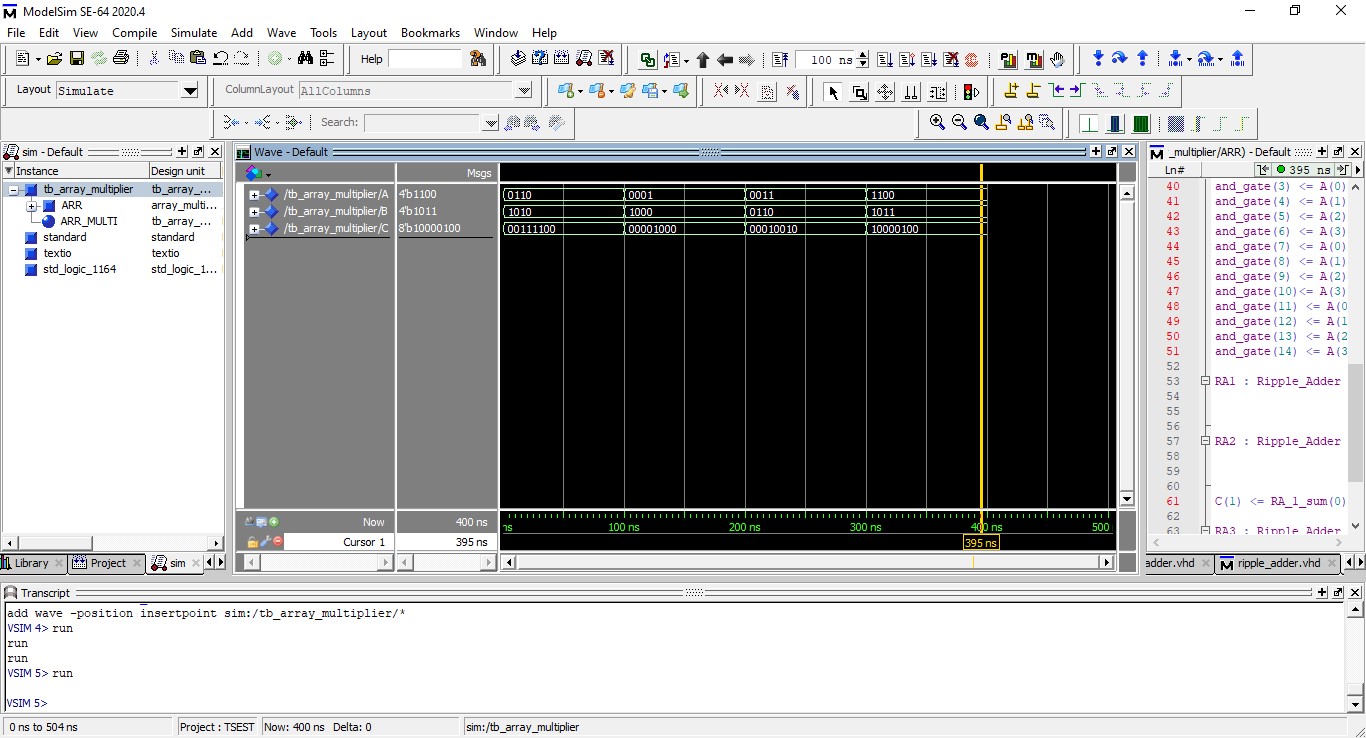 ModelSim SE-64 2020.4
File Edit View Compile Simulate Add Wave Tools Layout Bookmarks Window Help
Help 100 ns
Layout Simulate ColumnLayout AllColumns
Search:
sim - Default
Instance Design unit
tb_array_multiplier tb_array_...
ARR array_multi...
ARR_MULTI tb_array_...
standard standard
textio textio
std_logic_1164 std_logic_1...
Library Project sim
Wave - Default
Msgs
/tb_array_multiplier/A 4'b1100 0110 0001 0011 1100
/tb_array_multiplier/B 4'b1011 1010 1000 0110 1011
/tb_array_multiplier/C 8'b10000100 00111100 00001000 00010010 10000100
Now 400 ns ns 100 ns 200 ns 300 ns 400 ns 500
Cursor 1 395 ns 395 ns
_multiplier/ARR) - Default
Ln# 395 ns
40 and_gate(3) <= A(0)
41 and_gate(4) <= A(1)
42 and_gate(5) <= A(2)
43 and_gate(6) <= A(3)
44 and_gate(7) <= A(0)
45 and_gate(8) <= A(1)
46 and_gate(9) <= A(2)
47 and_gate(10)<= A(3)
48 and_gate(11) <= A(0
49 and_gate(12) <= A(1
50 and_gate(13) <= A(2
51 and_gate(14) <= A(3
52
53 RA1 : Ripple_Adder
54
55
56
57 RA2 : Ripple_Adder
58
59
60
61 C(1) <= RA_1_sum(0)
62
63 RA3 : Ripple Adder
adder.vhd ripple_adder.vhd
Transcript
add wave -position insertpoint sim:/tb_array_multiplier/*
VSIM 4> run
run
run
VSIM 5> run
VSIM 5>
0 ns to 504 ns Project : TSEST Now: 400 ns Delta: 0 sim:/tb_array_multiplier